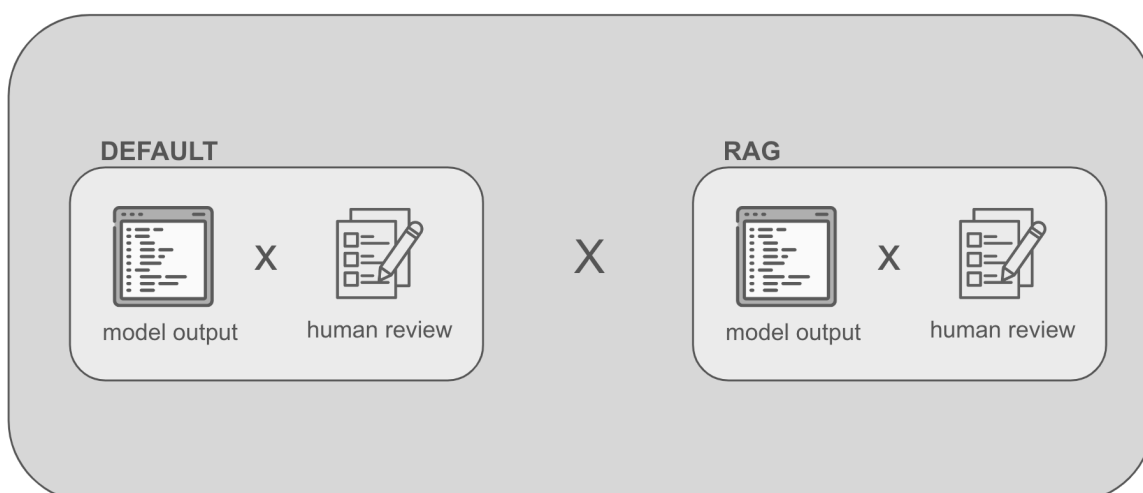 DEFAULT
RAG
x
X
x
model output
human review
model output
human review